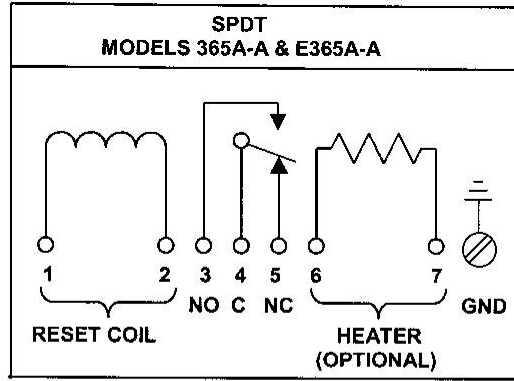 SPDT
MODELS 365A-A & E365A-A
1 2 3 4 5 6 7
NO C NC GND
RESET COIL HEATER
(OPTIONAL)